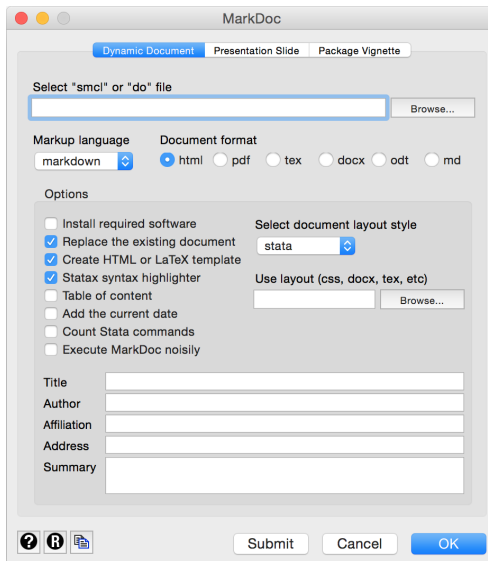 MarkDoc
Dynamic Document Presentation Slide Package Vignette
Select "smcl" or "do" file
Browse...
Markup language Document format
markdown html pdf tex docx odt md
Options
Install required software
Replace the existing document
Create HTML or LaTeX template
Statax syntax highlighter
Table of content
Add the current date
Count Stata commands
Execute MarkDoc noisily
Select document layout style
stata
Use layout (css, docx, tex, etc)
Browse...
Title
Author
Affiliation
Address
Summary
? R Submit Cancel OK